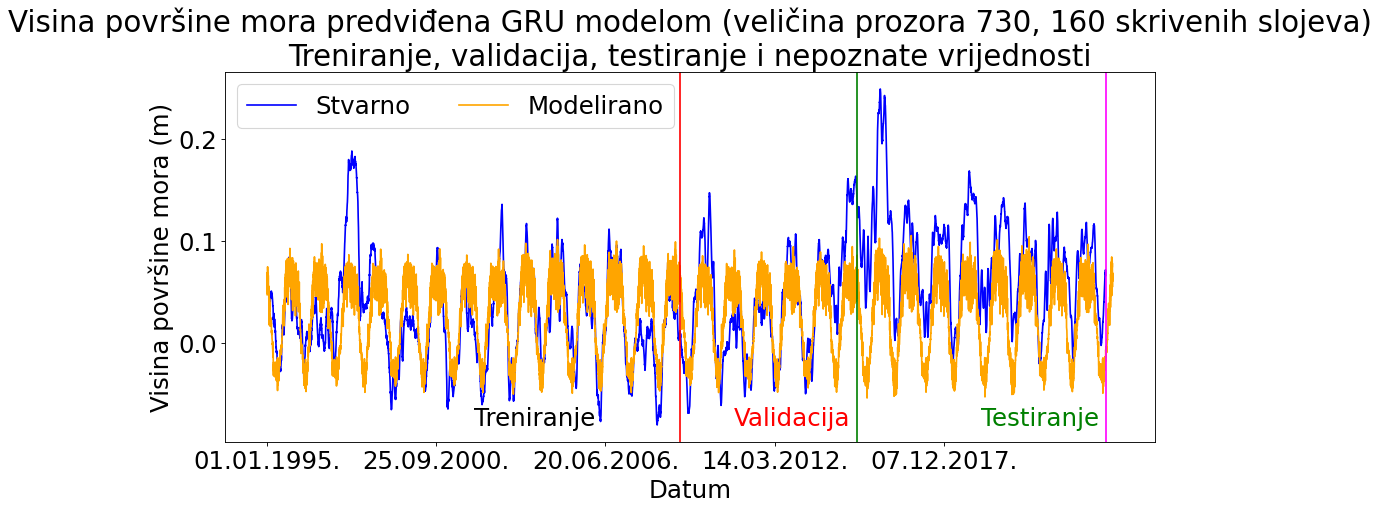 Visina površine mora predviđena GRU modelom (veličina prozora 730, 160 skrivenih slojeva)
Treniranje, validacija, testiranje i nepoznate vrijednosti
Stvarno Modelirano
Visina površine mora (m)
0.2
0.1
0.0
Treniranje Validacija Testiranje
01.01.1995. 25.09.2000. 20.06.2006. 14.03.2012. 07.12.2017.
Datum